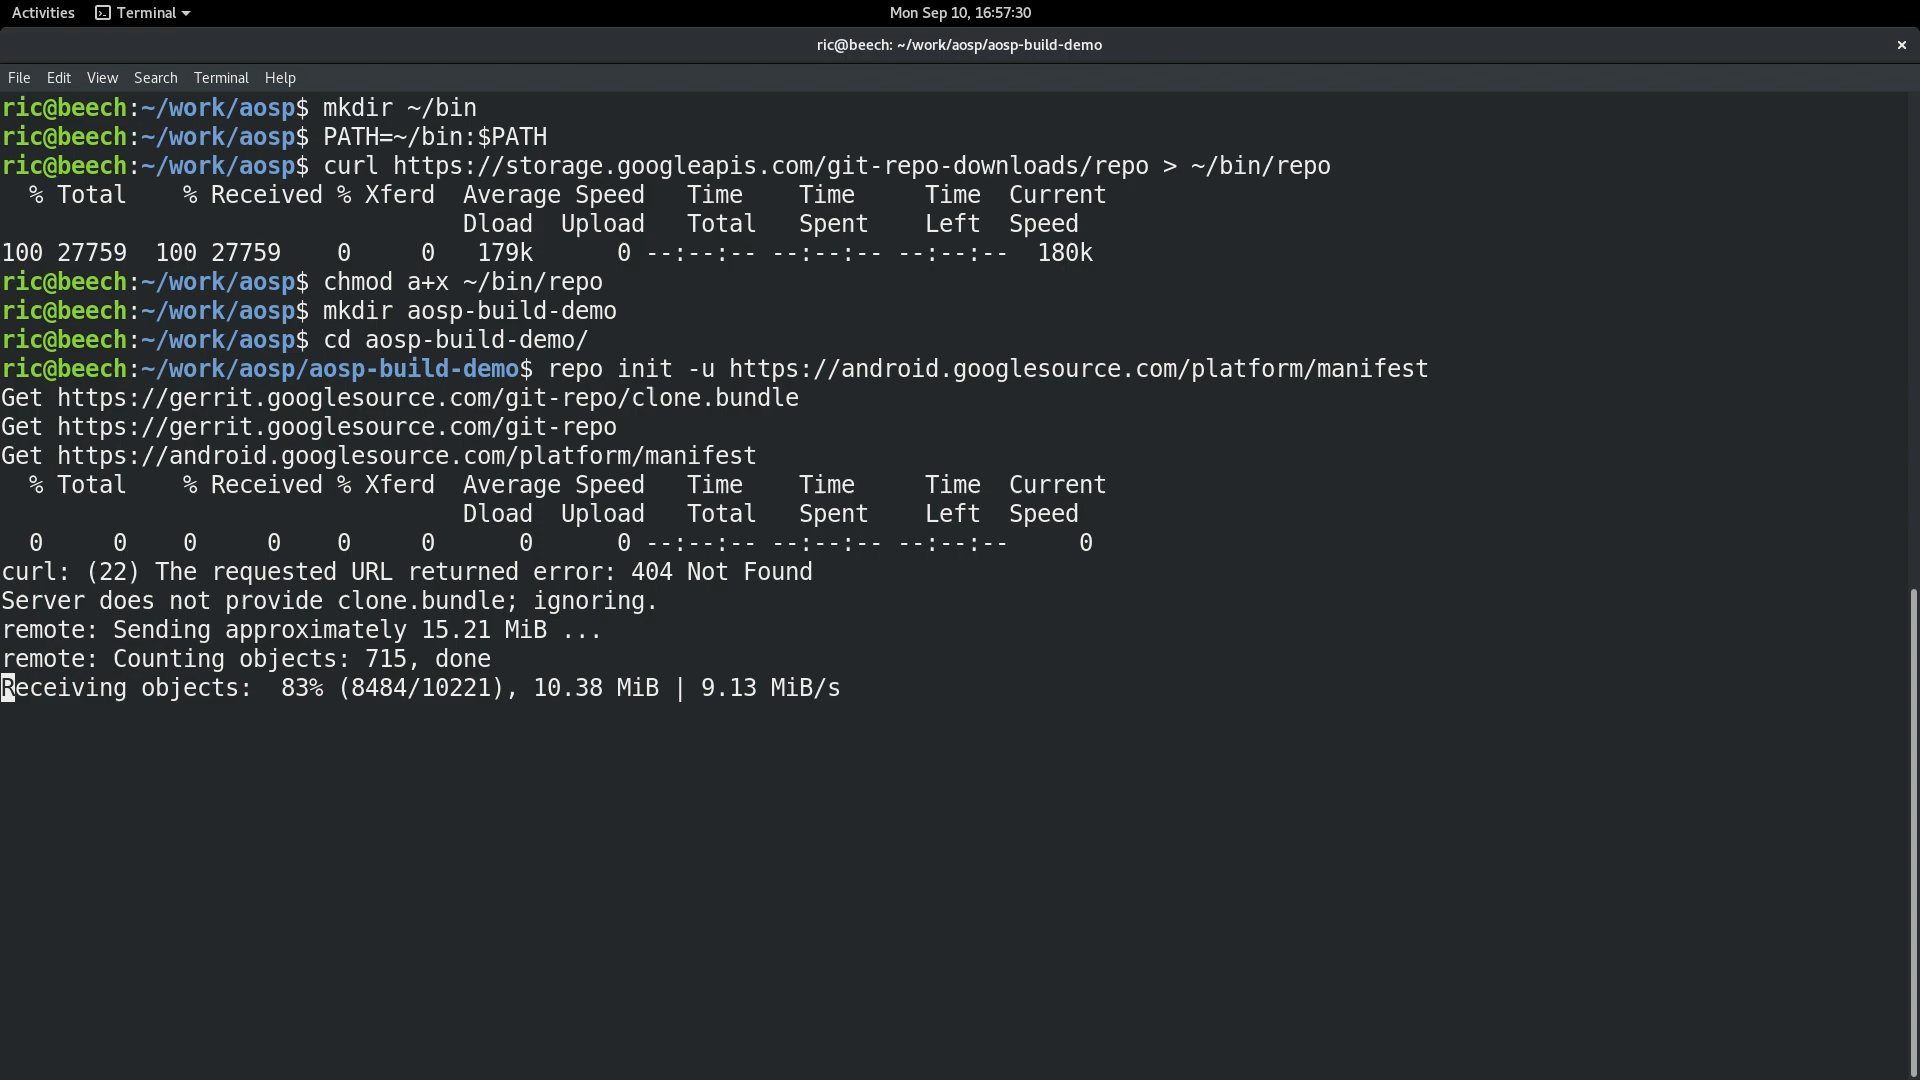 Activities Terminal Mon Sep 10, 16:57:30
ric@beech: ~/work/aosp/aosp-build-demo ×
File Edit View Search Terminal Help
ric@beech:~/work/aosp$ mkdir ~/bin
ric@beech:~/work/aosp$ PATH=~/bin:$PATH
ric@beech:~/work/aosp$ curl https://storage.googleapis.com/git-repo-downloads/repo > ~/bin/repo
  % Total    % Received % Xferd  Average Speed   Time    Time     Time  Current
                                 Dload  Upload   Total   Spent    Left  Speed
100 27759  100 27759    0     0   179k      0 --:--:-- --:--:-- --:--:--  180k
ric@beech:~/work/aosp$ chmod a+x ~/bin/repo
ric@beech:~/work/aosp$ mkdir aosp-build-demo
ric@beech:~/work/aosp$ cd aosp-build-demo/
ric@beech:~/work/aosp/aosp-build-demo$ repo init -u https://android.googlesource.com/platform/manifest
Get https://gerrit.googlesource.com/git-repo/clone.bundle
Get https://gerrit.googlesource.com/git-repo
Get https://android.googlesource.com/platform/manifest
  % Total    % Received % Xferd  Average Speed   Time    Time     Time  Current
                                 Dload  Upload   Total   Spent    Left  Speed
  0     0    0     0    0     0      0      0 --:--:-- --:--:-- --:--:--     0
curl: (22) The requested URL returned error: 404 Not Found
Server does not provide clone.bundle; ignoring.
remote: Sending approximately 15.21 MiB ...
remote: Counting objects: 715, done
Receiving objects:  83% (8484/10221), 10.38 MiB | 9.13 MiB/s